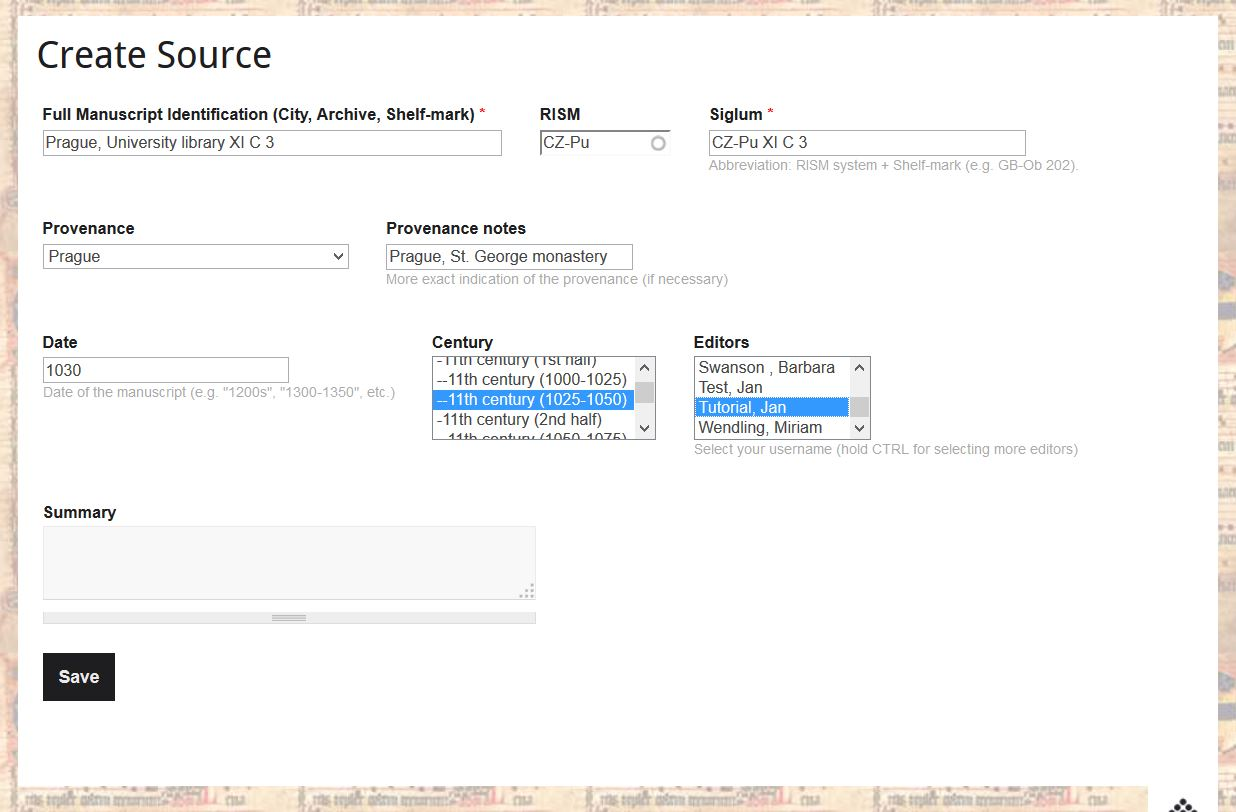 Create Source
Full Manuscript Identification (City, Archive, Shelf-mark) *
RISM
Siglum *
Prague, University library XI C 3
CZ-Pu
CZ-Pu XI C 3
Abbreviation: RISM system + Shelf-mark (e.g. GB-Ob 202).
Provenance
Provenance notes
Prague
Prague, St. George monastery
More exact indication of the provenance (if necessary)
Date
Century
Editors
1030
Date of the manuscript (e.g. "1200s", "1300-1350", etc.)
-11th century (1st half)
--11th century (1000-1025)
--11th century (1025-1050)
-11th century (2nd half)
--11th century (1050-1075)
Swanson , Barbara
Test, Jan
Tutorial, Jan
Wendling, Miriam
Select your username (hold CTRL for selecting more editors)
Summary
Save